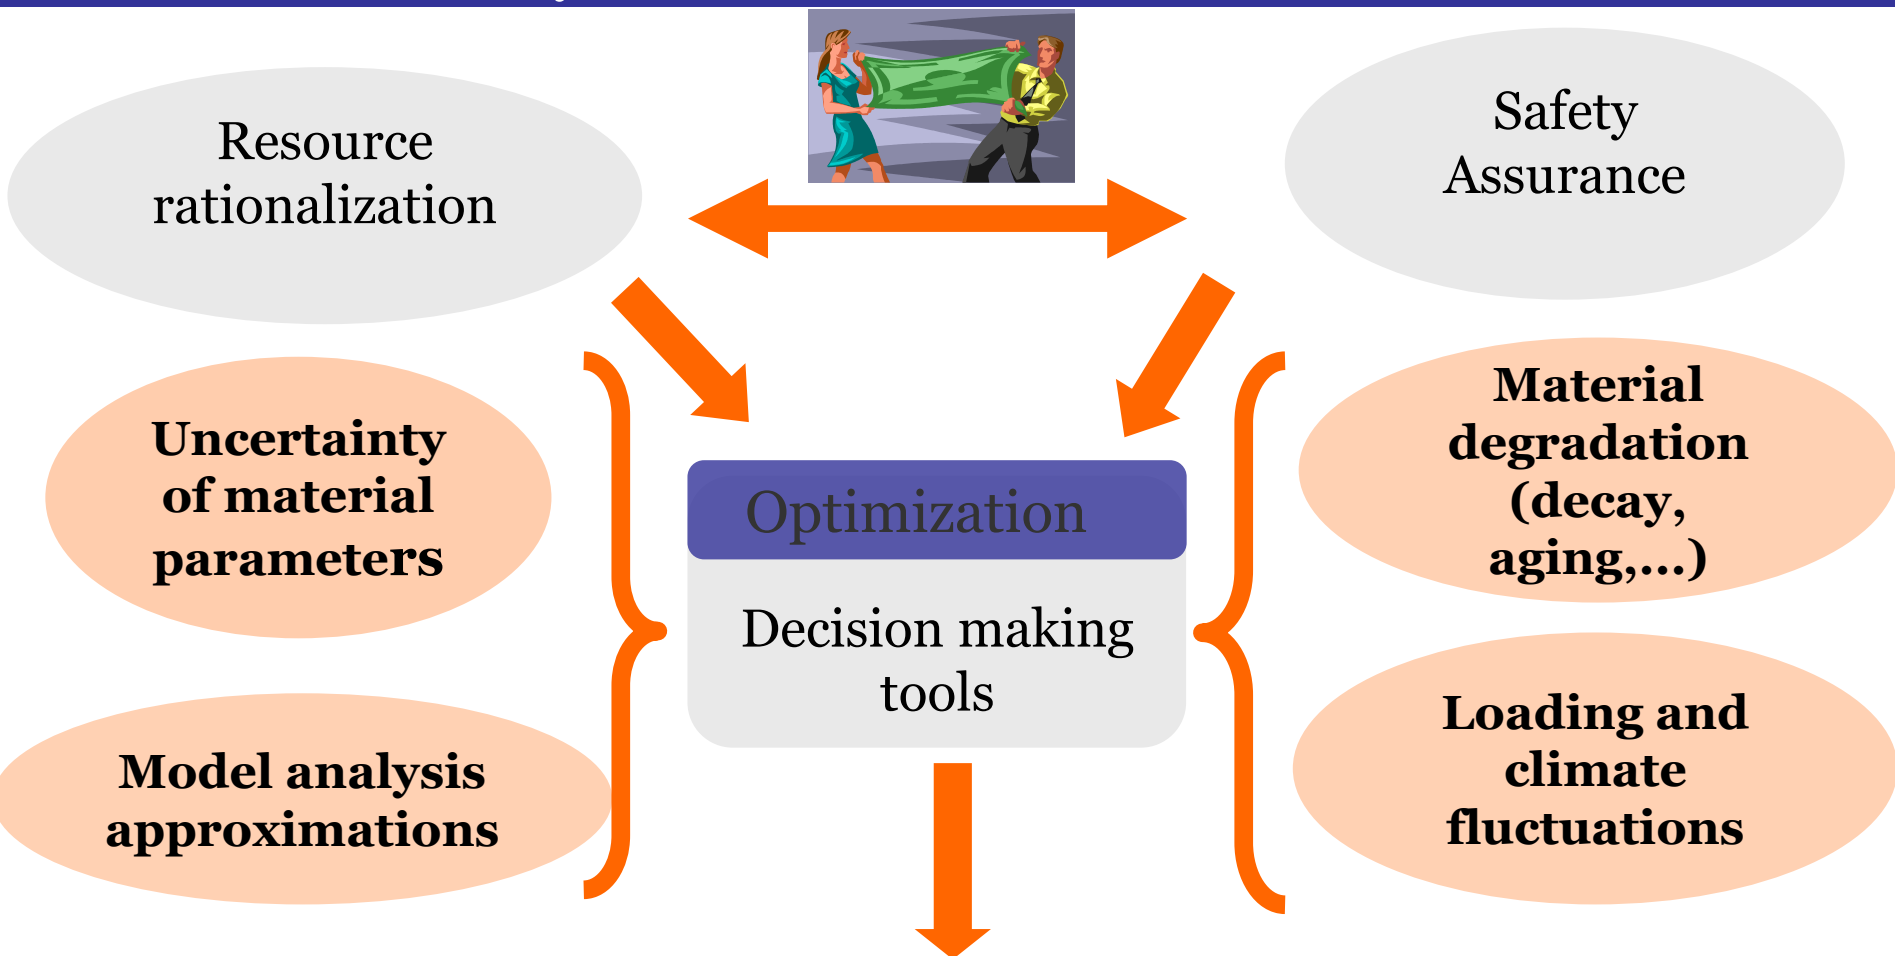 Resource
rationalization
Safety
Assurance
Uncertainty
of material
parameters
Model analysis
approximations
Optimization
Decision making
tools
Material
degradation
(decay,
aging,...)
Loading and
climate
fluctuations